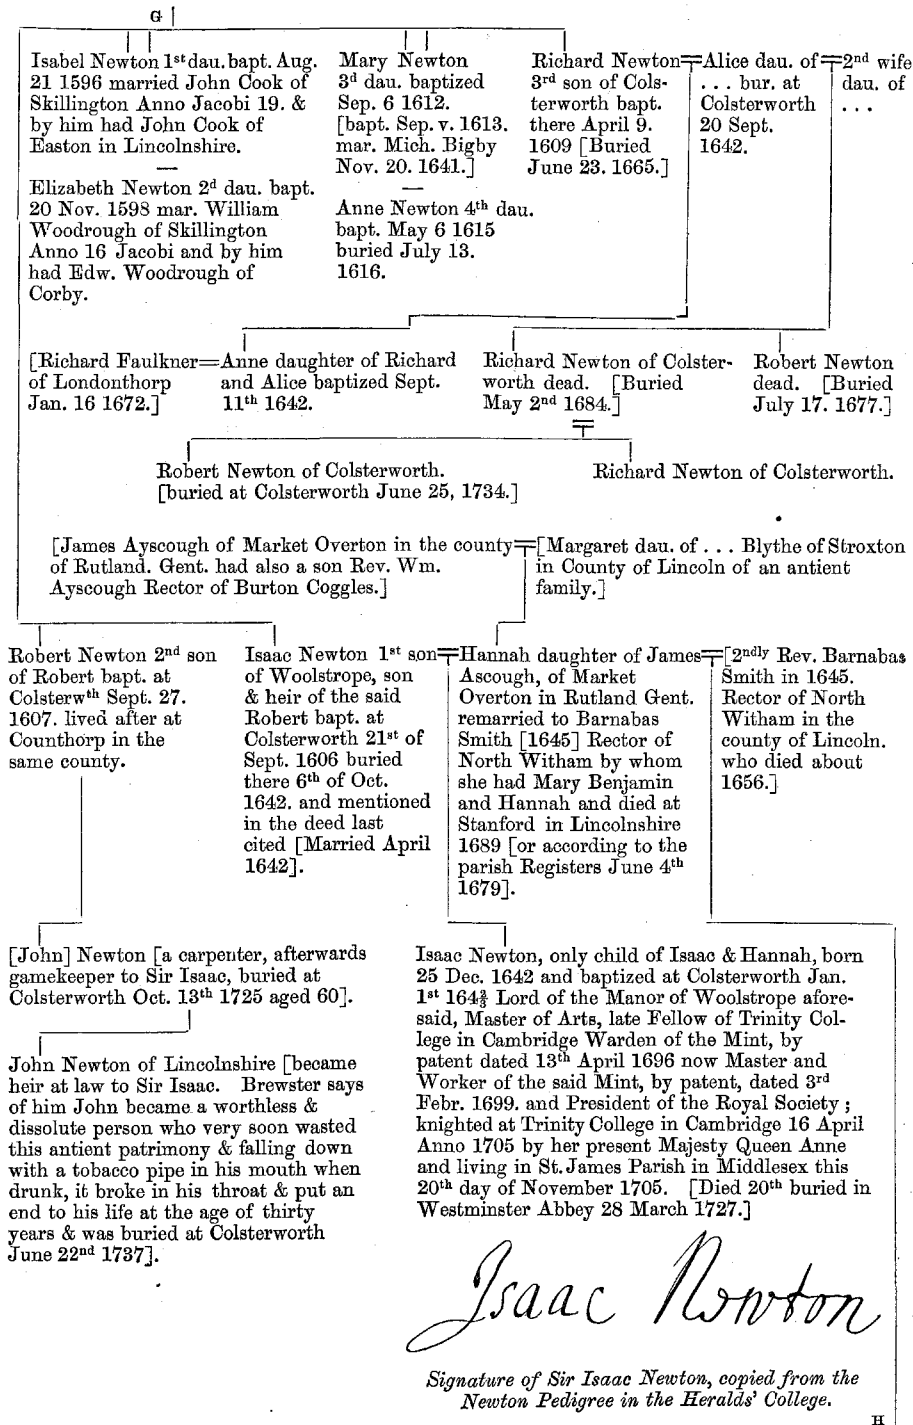 G
Isabel Newton 1st dau. bapt. Aug.
21 1596 married John Cook of
Skillington Anno Jacobi 19. &
by him had John Cook of
Easton in Lincolnshire.
—
Elizabeth Newton 2d dau. bapt.
20 Nov. 1598 mar. William
Woodrough of Skillington
Anno 16 Jacobi and by him
had Edw. Woodrough of
Corby.
Mary Newton
3d dau. baptized
Sep. 6 1612.
[bapt. Sep. v. 1613.
mar. Mich. Bigby
Nov. 20. 1641.]
—
Anne Newton 4th dau.
bapt. May 6 1615
buried July 13.
1616.
Richard Newton
3rd son of Cols-
terworth bapt.
there April 9.
1609 [Buried
June 23. 1665.]
Alice dau. of
. . . bur. at
Colsterworth
20 Sept.
1642.
2nd wife
dau. of
. . .
[Richard Faulkner
of Londonthorp
Jan. 16 1672.]
Anne daughter of Richard
and Alice baptized Sept.
11th 1642.
Richard Newton of Colster-
worth dead. [Buried
May 2nd 1684.]
Robert Newton
dead. [Buried
July 17. 1677.]
Robert Newton of Colsterworth.
[buried at Colsterworth June 25, 1734.]
Richard Newton of Colsterworth.
[James Ayscough of Market Overton in the county
of Rutland. Gent. had also a son Rev. Wm.
Ayscough Rector of Burton Coggles.]
[Margaret dau. of . . . Blythe of Stroxton
in County of Lincoln of an antient
family.]
Robert Newton 2nd son
of Robert bapt. at
Colsterwth Sept. 27.
1607. lived after at
Counthorp in the
same county.
Isaac Newton 1st son
of Woolstrope, son
& heir of the said
Robert bapt. at
Colsterworth 21st of
Sept. 1606 buried
there 6th of Oct.
1642. and mentioned
in the deed last
cited [Married April
1642].
Hannah daughter of James
Ascough, of Market
Overton in Rutland Gent.
remarried to Barnabas
Smith [1645] Rector of
North Witham by whom
she had Mary Benjamin
and Hannah and died at
Stanford in Lincolnshire
1689 [or according to the
parish Registers June 4th
1679].
[2ndly Rev. Barnabas
Smith in 1645.
Rector of North
Witham in the
county of Lincoln.
who died about
1656.]
[John] Newton [a carpenter, afterwards
gamekeeper to Sir Isaac, buried at
Colsterworth Oct. 13th 1725 aged 60].
John Newton of Lincolnshire [became
heir at law to Sir Isaac. Brewster says
of him John became a worthless &
dissolute person who very soon wasted
this antient patrimony & falling down
with a tobacco pipe in his mouth when
drunk, it broke in his throat & put an
end to his life at the age of thirty
years & was buried at Colsterworth
June 22nd 1737].
Isaac Newton, only child of Isaac & Hannah, born
25 Dec. 1642 and baptized at Colsterworth Jan.
1st 164⅔ Lord of the Manor of Woolstrope afore-
said, Master of Arts, late Fellow of Trinity Col-
lege in Cambridge Warden of the Mint, by
patent dated 13th April 1696 now Master and
Worker of the said Mint, by patent, dated 3rd
Febr. 1699. and President of the Royal Society;
knighted at Trinity College in Cambridge 16 April
Anno 1705 by her present Majesty Queen Anne
and living in St. James Parish in Middlesex this
20th day of November 1705. [Died 20th buried in
Westminster Abbey 28 March 1727.]
Isaac Newton
Signature of Sir Isaac Newton, copied from the
Newton Pedigree in the Heralds' College.
H